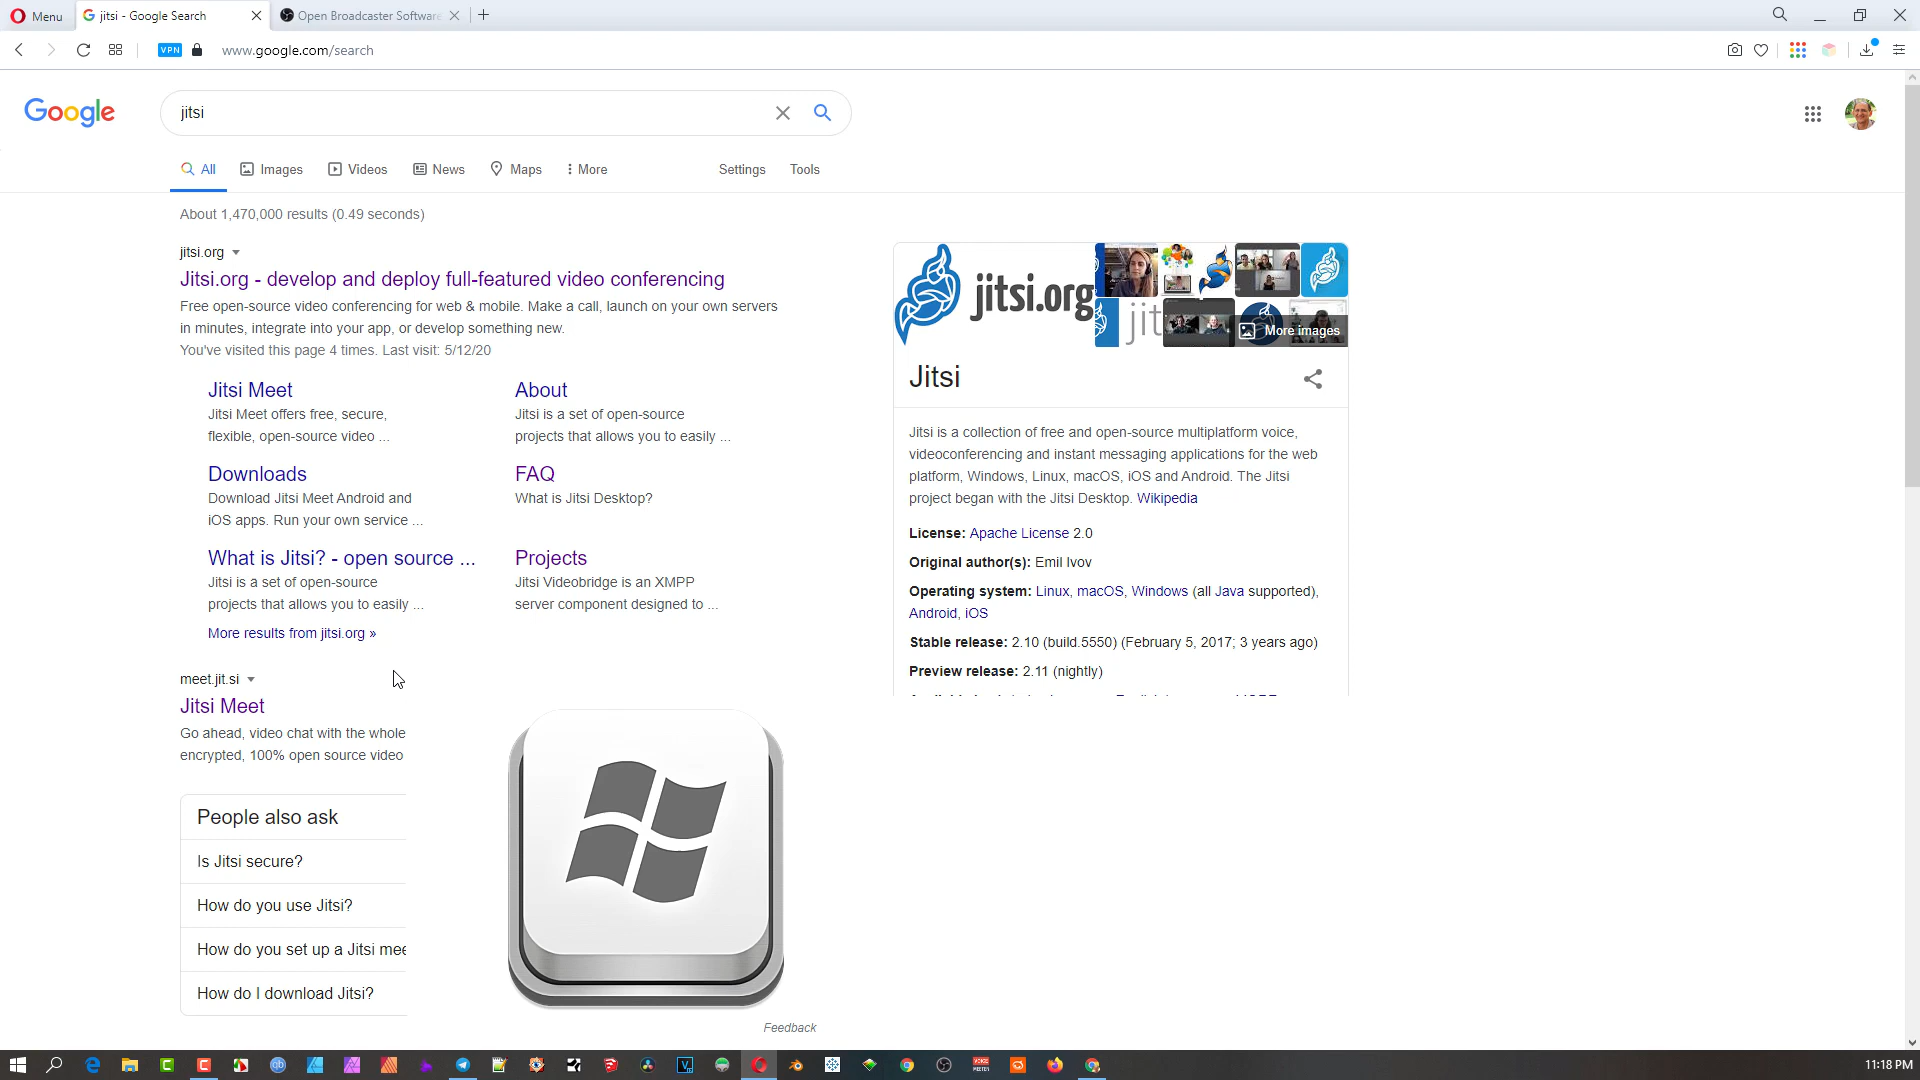 Menu
jitsi - Google Search
Open Broadcaster Software
VPN
www.google.com/search
Google
jitsi
All
Images
Videos
News
Maps
More
Settings
Tools
About 1,470,000 results (0.49 seconds)
jitsi.org
Jitsi.org - develop and deploy full-featured video conferencing
Free open-source video conferencing for web & mobile. Make a call, launch on your own servers
in minutes, integrate into your app, or develop something new.
You've visited this page 4 times. Last visit: 5/12/20
Jitsi Meet
Jitsi Meet offers free, secure,
flexible, open-source video ...
About
Jitsi is a set of open-source
projects that allows you to easily ...
Downloads
Download Jitsi Meet Android and
iOS apps. Run your own service ...
FAQ
What is Jitsi Desktop?
What is Jitsi? - open source ...
Jitsi is a set of open-source
projects that allows you to easily ...
Projects
Jitsi Videobridge is an XMPP
server component designed to ...
More results from jitsi.org »
meet.jit.si
Jitsi Meet
Go ahead, video chat with the whole
encrypted, 100% open source video
People also ask
Is Jitsi secure?
How do you use Jitsi?
How do you set up a Jitsi mee
How do I download Jitsi?
Feedback
jitsi.org
jit
More images
Jitsi
Jitsi is a collection of free and open-source multiplatform voice,
videoconferencing and instant messaging applications for the web
platform, Windows, Linux, macOS, iOS and Android. The Jitsi
project began with the Jitsi Desktop. Wikipedia
License: Apache License 2.0
Original author(s): Emil Ivov
Operating system: Linux, macOS, Windows (all Java supported),
Android, iOS
Stable release: 2.10 (build.5550) (February 5, 2017; 3 years ago)
Preview release: 2.11 (nightly)
11:18 PM